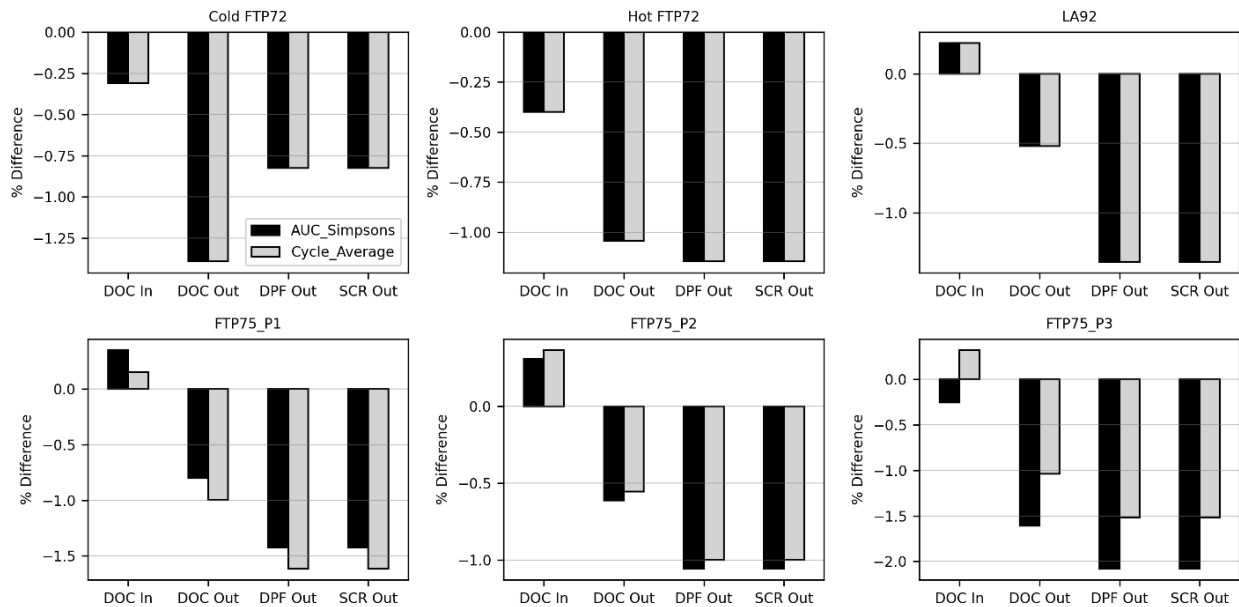 Cold FTP72
% Difference
0.00
−0.25
−0.50
−0.75
−1.00
−1.25
AUC_Simpsons
Cycle_Average
DOC In DOC Out DPF Out SCR Out
Hot FTP72
% Difference
0.00
−0.25
−0.50
−0.75
−1.00
DOC In DOC Out DPF Out SCR Out
LA92
% Difference
0.0
−0.5
−1.0
DOC In DOC Out DPF Out SCR Out
FTP75_P1
% Difference
0.0
−0.5
−1.0
−1.5
DOC In DOC Out DPF Out SCR Out
FTP75_P2
% Difference
0.0
−0.5
−1.0
DOC In DOC Out DPF Out SCR Out
FTP75_P3
% Difference
0.0
−0.5
−1.0
−1.5
−2.0
DOC In DOC Out DPF Out SCR Out